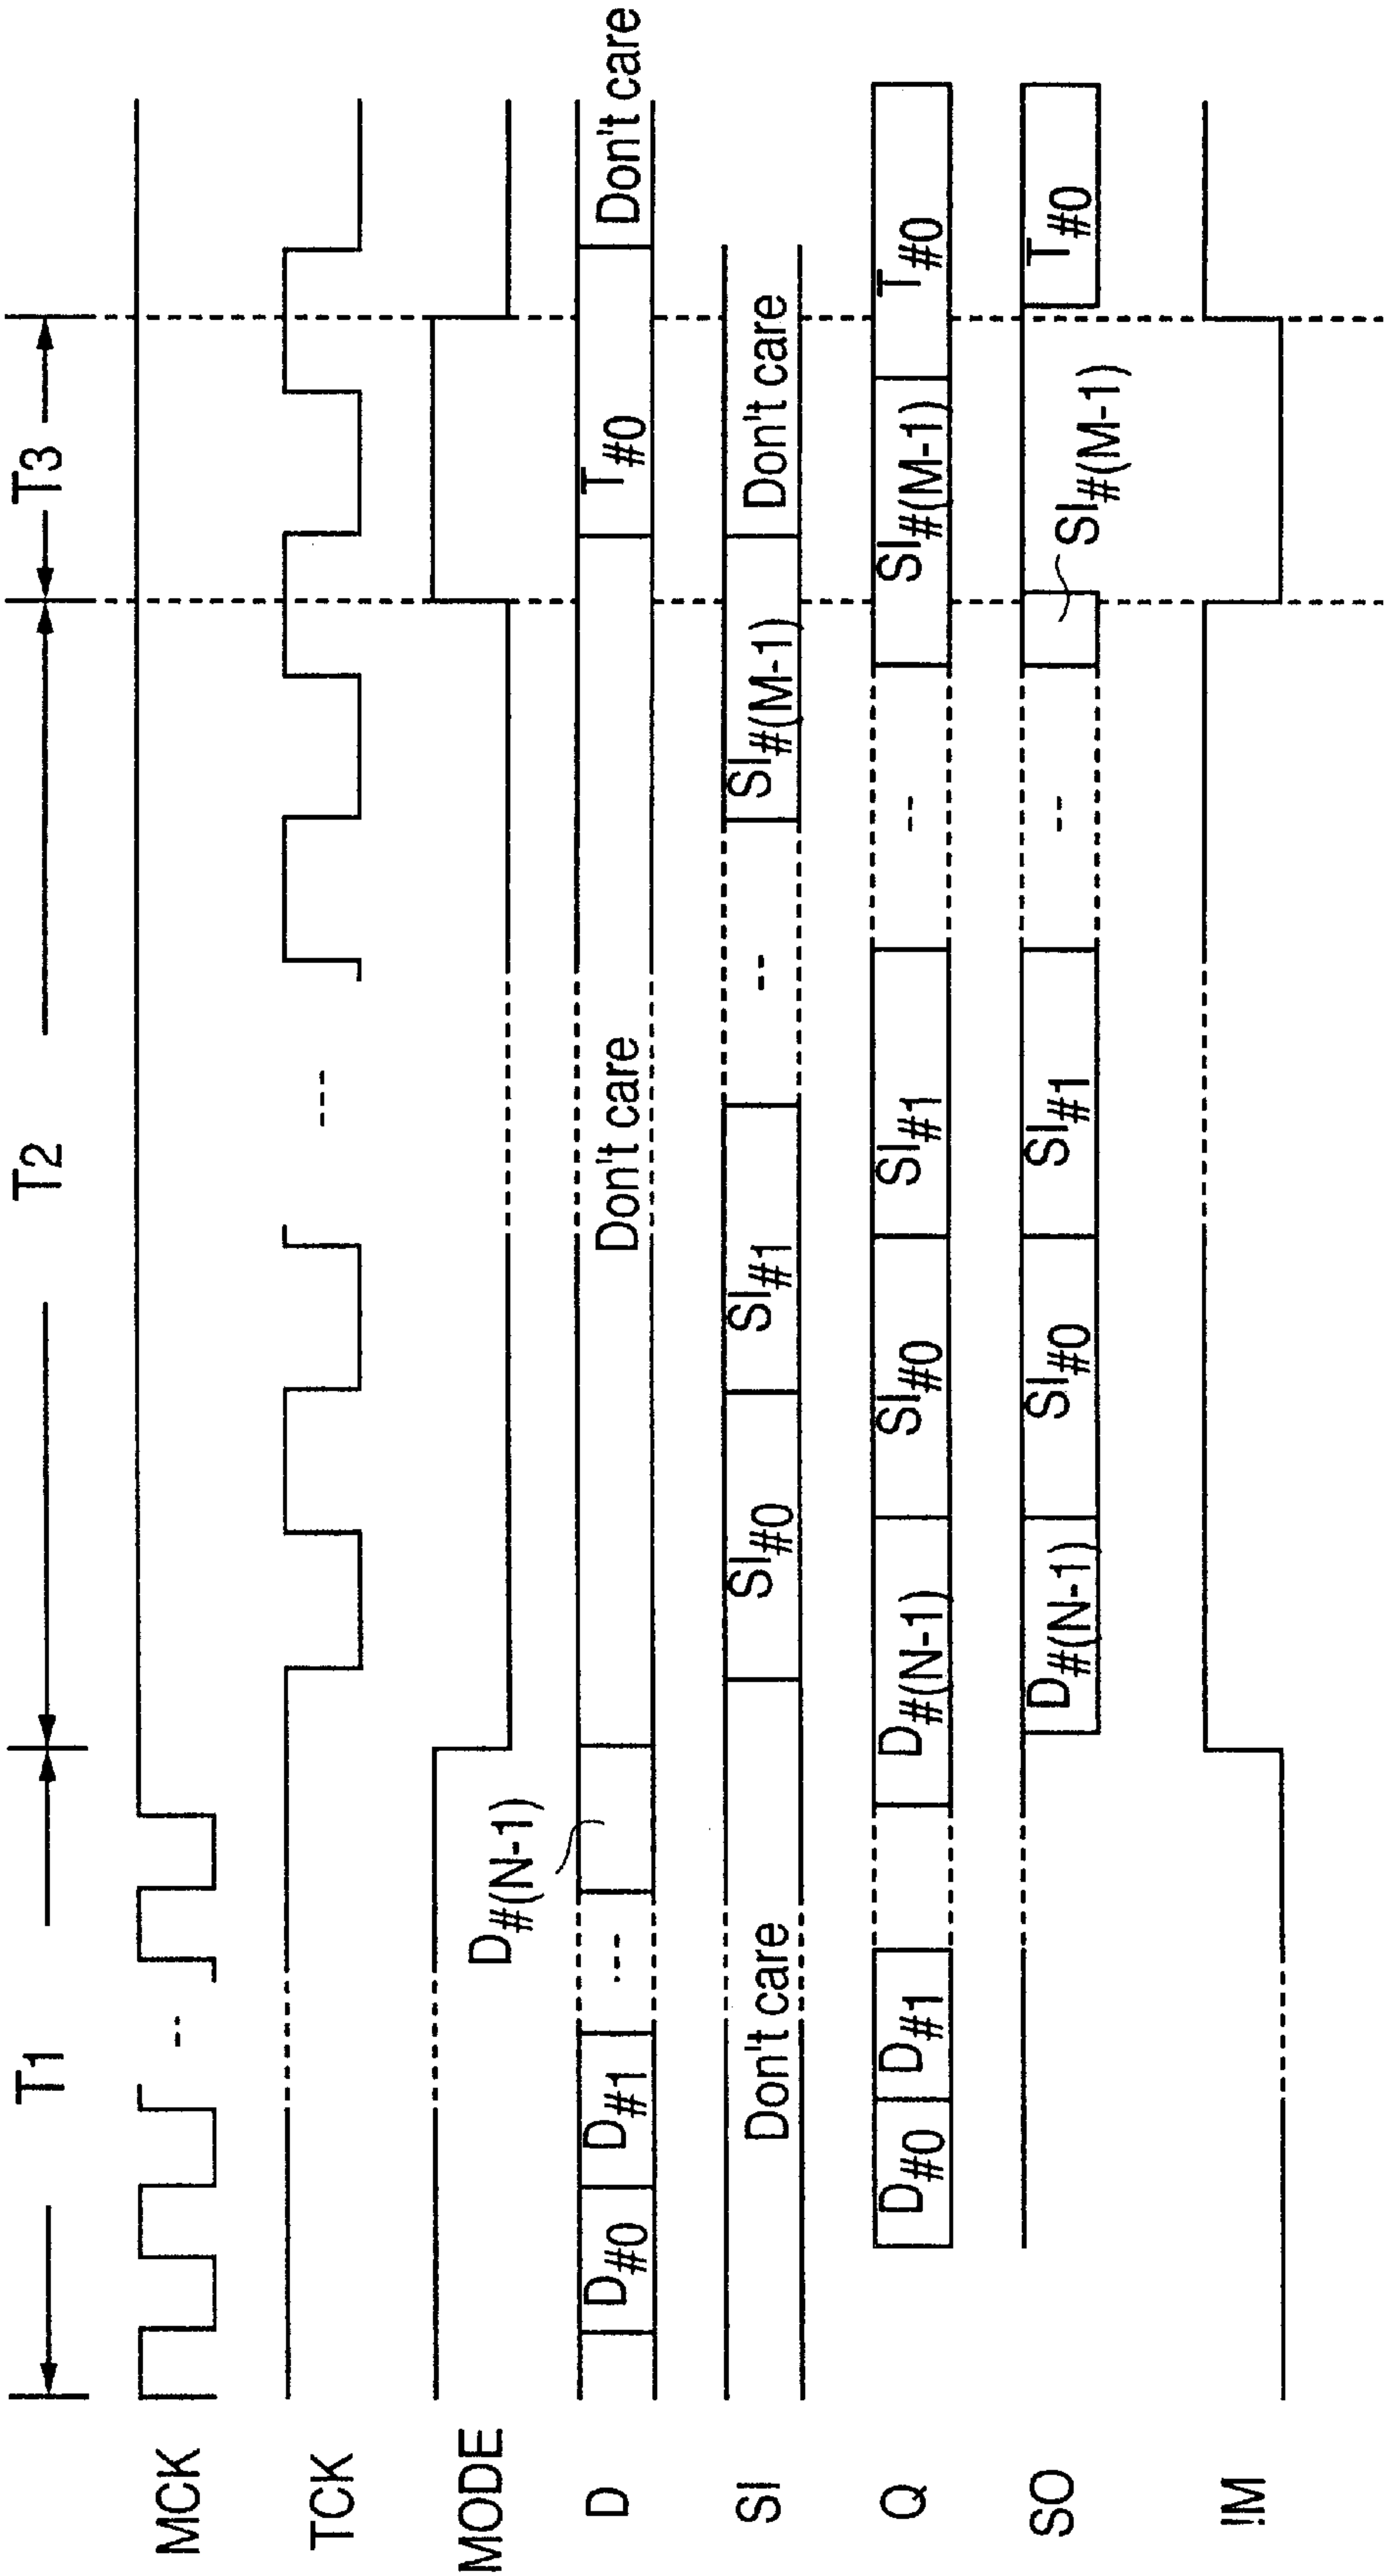 T1 T2 T3
MCK -- 
TCK ---
MODE
D D#0 D#1 --- D#(N-1) Don't care T#0 Don't care
SI Don't care SI#0 SI#1 -- SI#(M-1) Don't care
Q D#0 D#1 D#(N-1) SI#0 SI#1 -- SI#(M-1) T#0
SO D#(N-1) SI#0 SI#1 -- SI#(M-1) T#0
!M